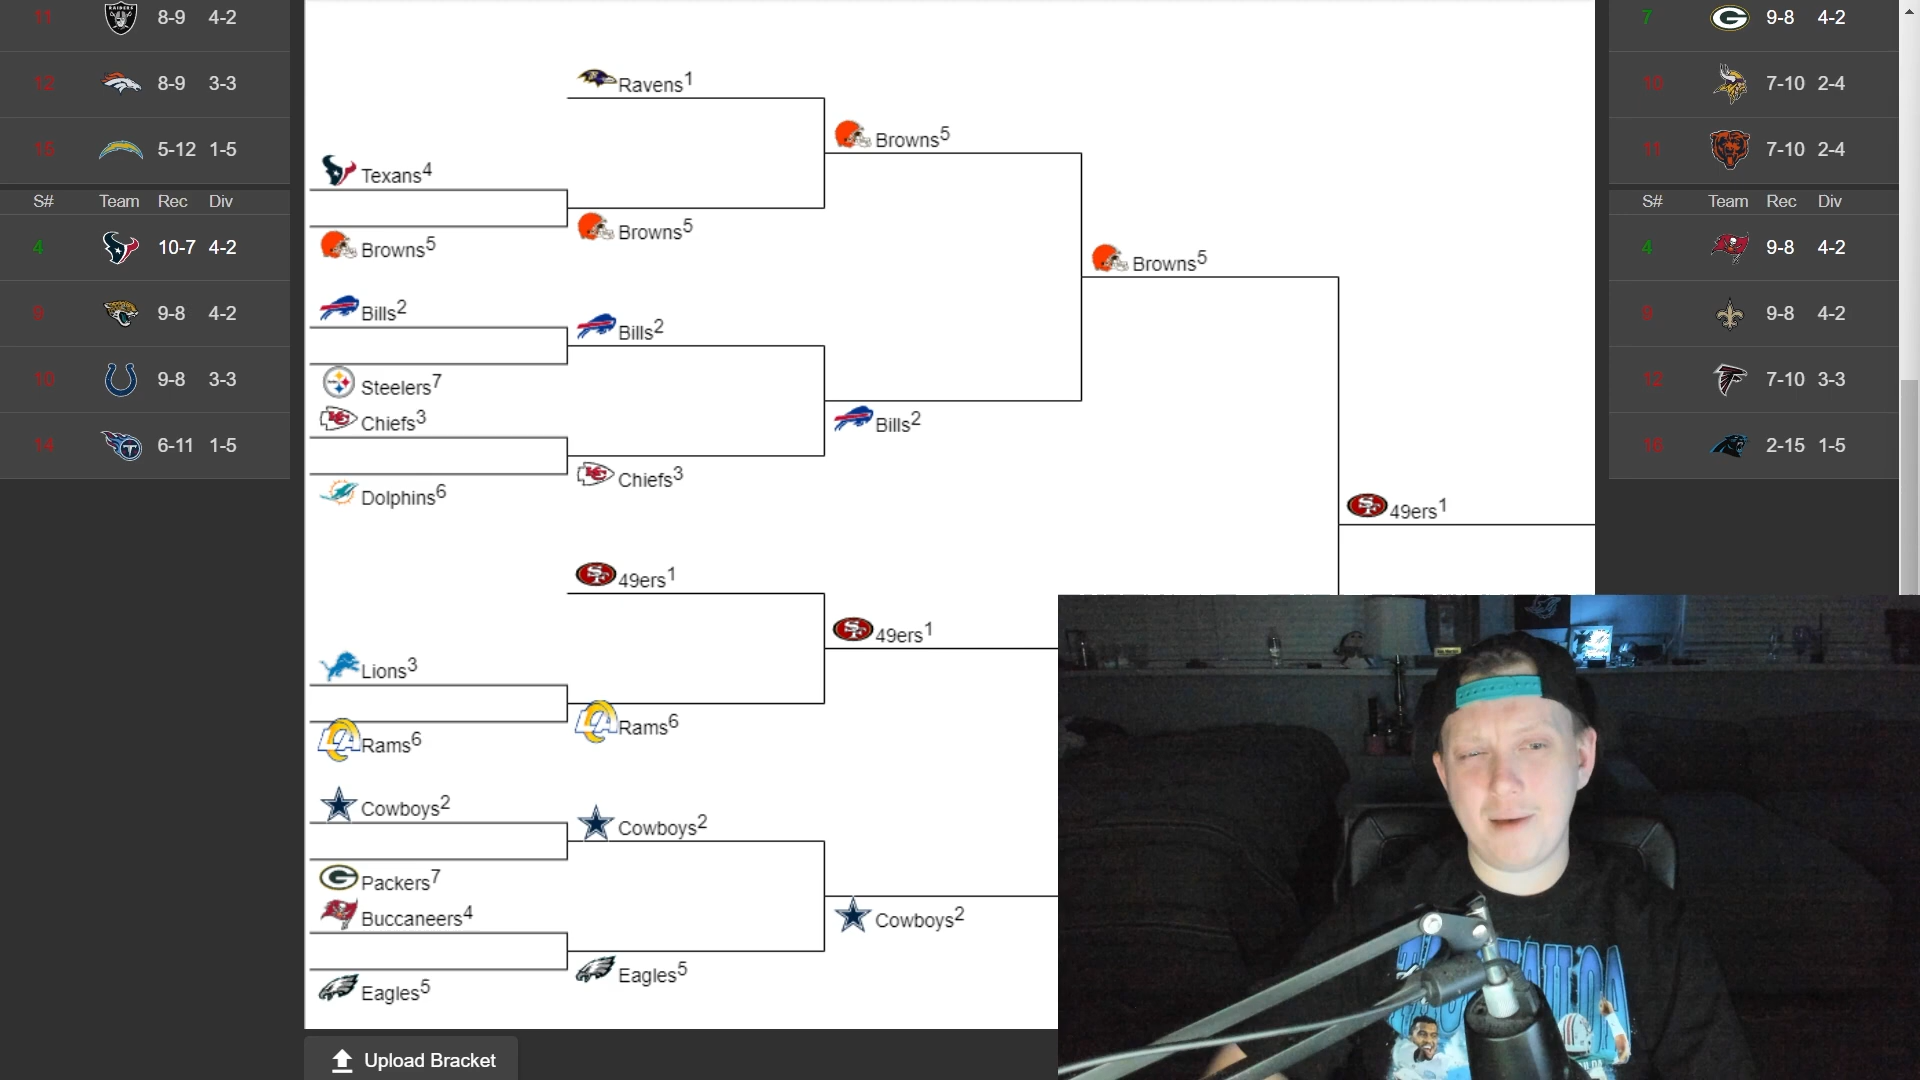 11 8-9 4-2
12 8-9 3-3
15 5-12 1-5
S# Team Rec Div
4 10-7 4-2
9 9-8 4-2
10 9-8 3-3
14 6-11 1-5
Ravens1
Browns5
Texans4
Browns5
Browns5
Browns5
Bills2
Bills2
Steelers7
Chiefs3
Bills2
Chiefs3
Dolphins6
49ers1
49ers1
49ers1
Lions3
Rams6
Rams6
Cowboys2
Cowboys2
Packers7
Buccaneers4
Cowboys2
Eagles5
Eagles5
Upload Bracket
7 9-8 4-2
10 7-10 2-4
11 7-10 2-4
S# Team Rec Div
4 9-8 4-2
8 9-8 4-2
12 7-10 3-3
16 2-15 1-5